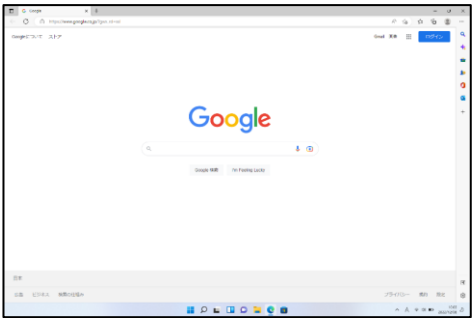 Google
https://www.google.co.jp/?gws_rd=ssl
Googleについて ストア
Gmail 画像
ログイン
Google
Google 検索 I'm Feeling Lucky
日本
広告 ビジネス 検索の仕組み
プライバシー 規約 設定